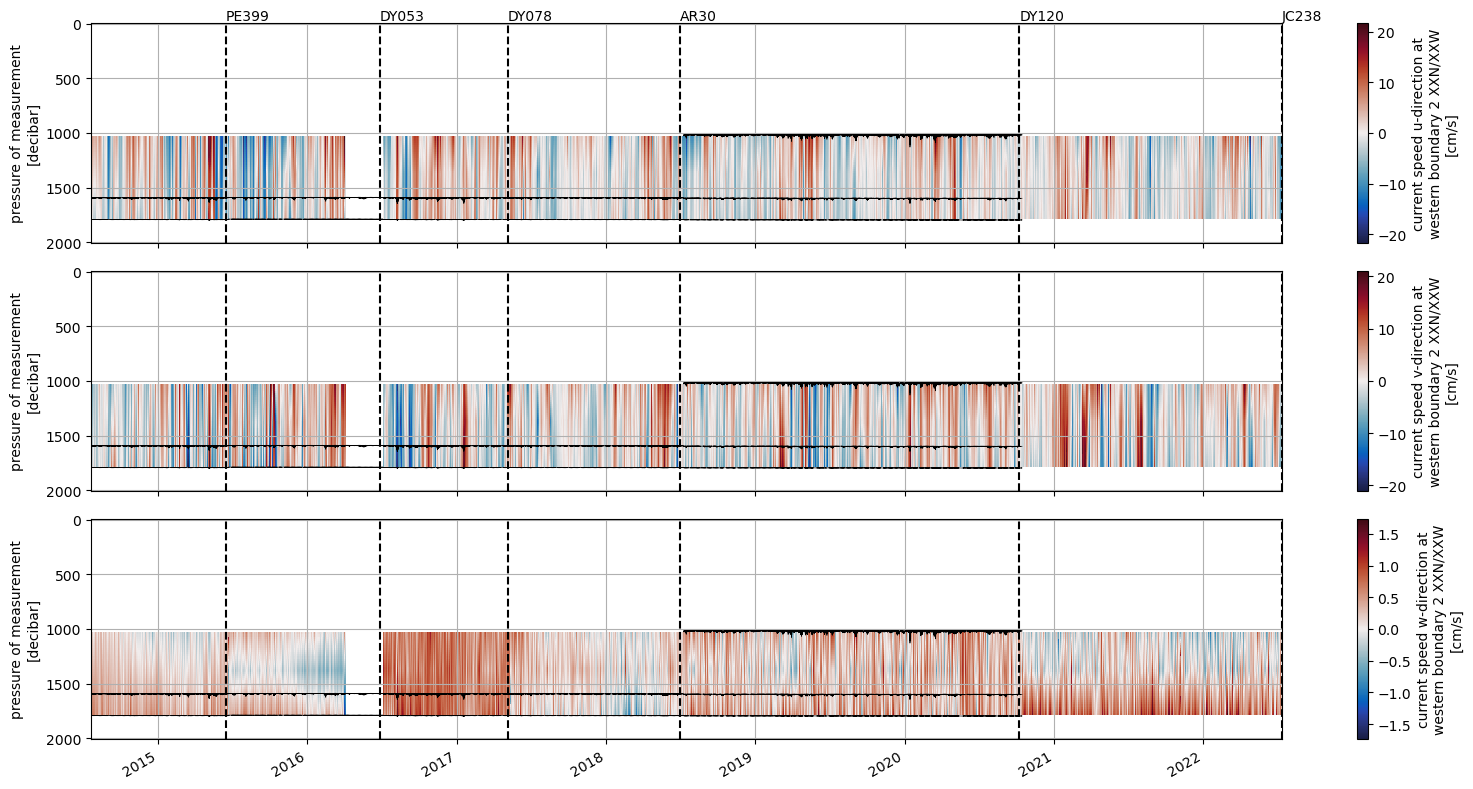 PE399 DY053 DY078 AR30 DY120 JC238
0
500
1000
1500
2000
pressure of measurement
[decibar]
20
10
0
−10
−20
current speed u-direction at
western boundary 2 XXN/XXW
[cm/s]
0
500
1000
1500
2000
pressure of measurement
[decibar]
20
10
0
−10
−20
current speed v-direction at
western boundary 2 XXN/XXW
[cm/s]
0
500
1000
1500
2000
pressure of measurement
[decibar]
1.5
1.0
0.5
0.0
−0.5
−1.0
−1.5
current speed w-direction at
western boundary 2 XXN/XXW
[cm/s]
2015 2016 2017 2018 2019 2020 2021 2022